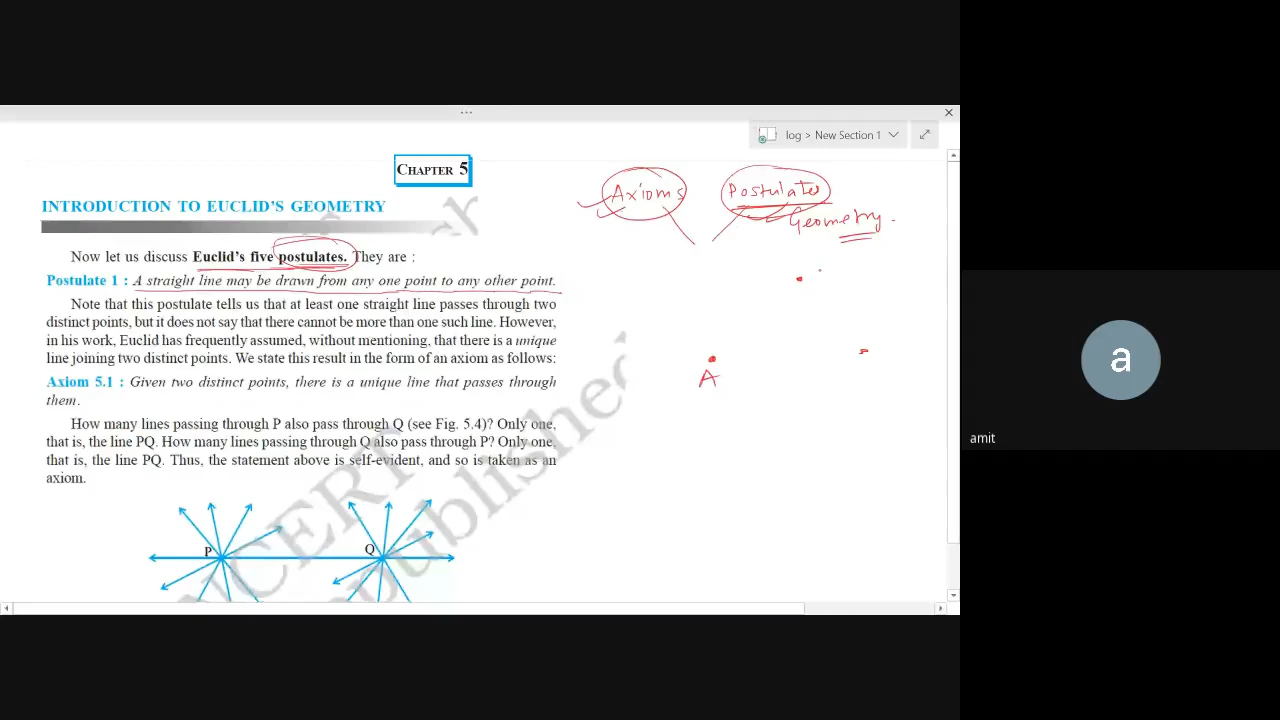 log > New Section 1
CHAPTER 5
INTRODUCTION TO EUCLID'S GEOMETRY
Now let us discuss Euclid's five postulates. They are :
Postulate 1 : A straight line may be drawn from any one point to any other point.
Note that this postulate tells us that at least one straight line passes through two
distinct points, but it does not say that there cannot be more than one such line. However,
in his work, Euclid has frequently assumed, without mentioning, that there is a unique
line joining two distinct points. We state this result in the form of an axiom as follows:
Axiom 5.1 : Given two distinct points, there is a unique line that passes through
them.
How many lines passing through P also pass through Q (see Fig. 5.4)? Only one,
that is, the line PQ. How many lines passing through Q also pass through P? Only one,
that is, the line PQ. Thus, the statement above is self-evident, and so is taken as an
axiom.
P Q
Axioms Postulates
Geometry.
A
a
amit